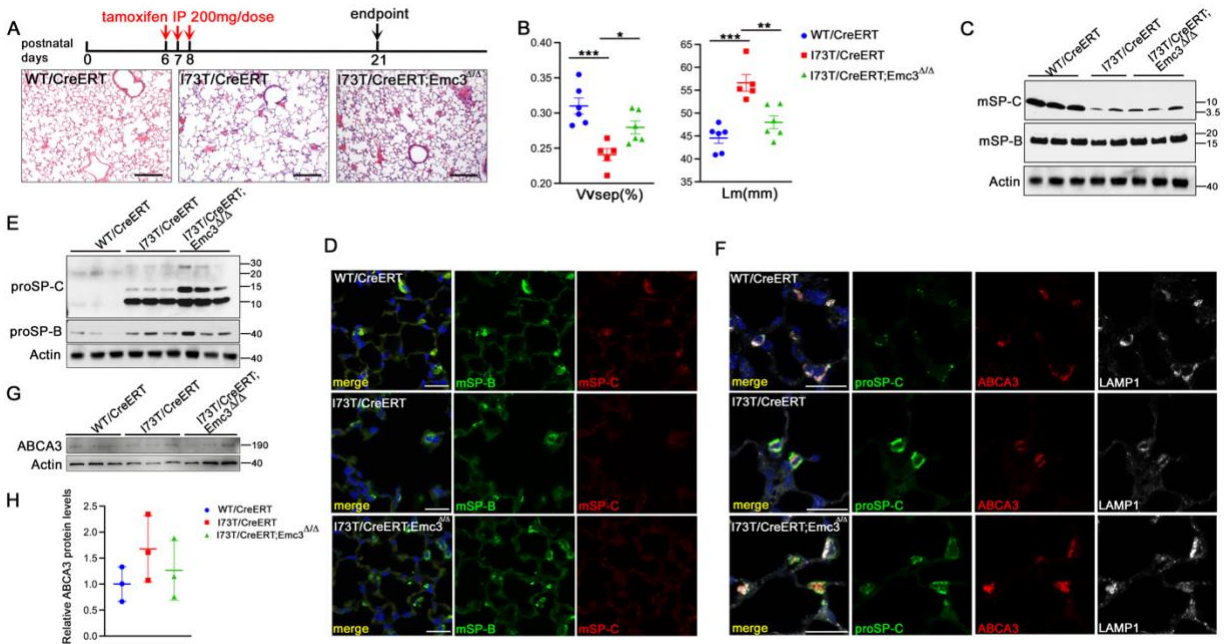 A
tamoxifen IP 200mg/dose
endpoint
postnatal
days
0
6 7 8
21
WT/CreERT
I73T/CreERT
I73T/CreERT;Emc3Δ/Δ
B
WT/CreERT
I73T/CreERT
I73T/CreERT;Emc3Δ/Δ
***
*
0.35
0.30
0.25
0.20
Vvsep(%)
***
**
65
60
55
50
45
40
35
Lm(mm)
C
WT/CreERT
I73T/CreERT
I73T/CreERT;
Emc3Δ/Δ
mSP-C
10
3.5
mSP-B
20
15
Actin
40
E
WT/CreERT
I73T/CreERT
I73T/CreERT;
Emc3Δ/Δ
proSP-C
30
20
15
10
proSP-B
40
Actin
40
G
WT/CreERT
I73T/CreERT
I73T/CreERT;
Emc3Δ/Δ
ABCA3
190
Actin
40
H
WT/CreERT
I73T/CreERT
I73T/CreERT;Emc3Δ/Δ
Relative ABCA3 protein levels
2.5
2.0
1.5
1.0
0.5
0.0
D
WT/CreERT
merge
mSP-B
mSP-C
I73T/CreERT
merge
mSP-B
mSP-C
I73T/CreERT;Emc3Δ/Δ
merge
mSP-B
mSP-C
F
WT/CreERT
merge
proSP-C
ABCA3
LAMP1
I73T/CreERT
merge
proSP-C
ABCA3
LAMP1
I73T/CreERT;Emc3Δ/Δ
merge
proSP-C
ABCA3
LAMP1